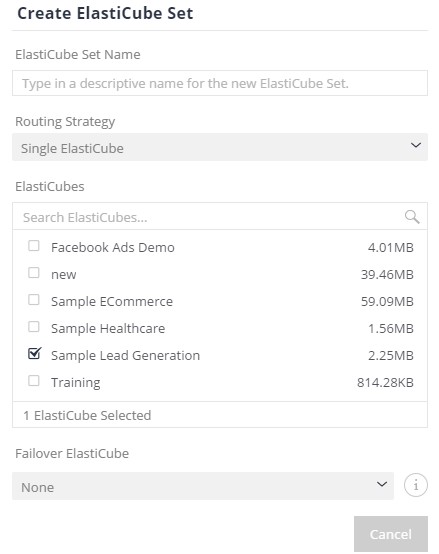 Create ElastiCube Set
ElastiCube Set Name
Type in a descriptive name for the new ElastiCube Set.
Routing Strategy
Single ElastiCube
ElastiCubes
Search ElastiCubes...
Facebook Ads Demo 4.01MB
new 39.46MB
Sample ECommerce 59.09MB
Sample Healthcare 1.56MB
Sample Lead Generation 2.25MB
Training 814.28KB
1 ElastiCube Selected
Failover ElastiCube
None i
Cancel